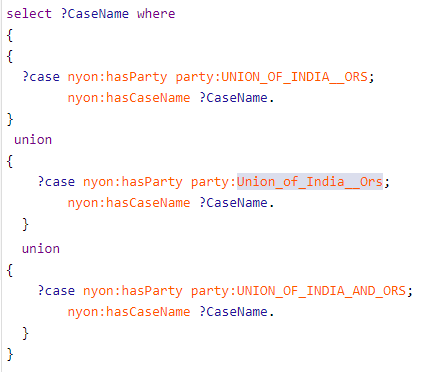 select ?CaseName where
{
{
?case nyon:hasParty party:UNION_OF_INDIA__ORS;
nyon:hasCaseName ?CaseName.
}
union
{
?case nyon:hasParty party:Union_of_India__Ors;
nyon:hasCaseName ?CaseName.
}
union
{
?case nyon:hasParty party:UNION_OF_INDIA_AND_ORS;
nyon:hasCaseName ?CaseName.
}
}